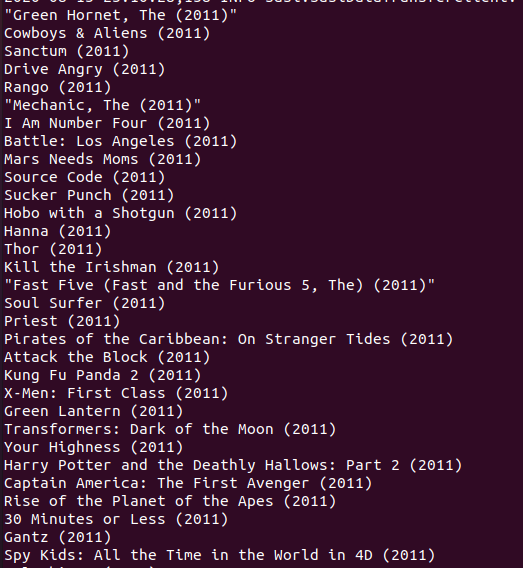 "Green Hornet, The (2011)"
Cowboys & Aliens (2011)
Sanctum (2011)
Drive Angry (2011)
Rango (2011)
"Mechanic, The (2011)"
I Am Number Four (2011)
Battle: Los Angeles (2011)
Mars Needs Moms (2011)
Source Code (2011)
Sucker Punch (2011)
Hobo with a Shotgun (2011)
Hanna (2011)
Thor (2011)
Kill the Irishman (2011)
"Fast Five (Fast and the Furious 5, The) (2011)"
Soul Surfer (2011)
Priest (2011)
Pirates of the Caribbean: On Stranger Tides (2011)
Attack the Block (2011)
Kung Fu Panda 2 (2011)
X-Men: First Class (2011)
Green Lantern (2011)
Transformers: Dark of the Moon (2011)
Your Highness (2011)
Harry Potter and the Deathly Hallows: Part 2 (2011)
Captain America: The First Avenger (2011)
Rise of the Planet of the Apes (2011)
30 Minutes or Less (2011)
Gantz (2011)
Spy Kids: All the Time in the World in 4D (2011)